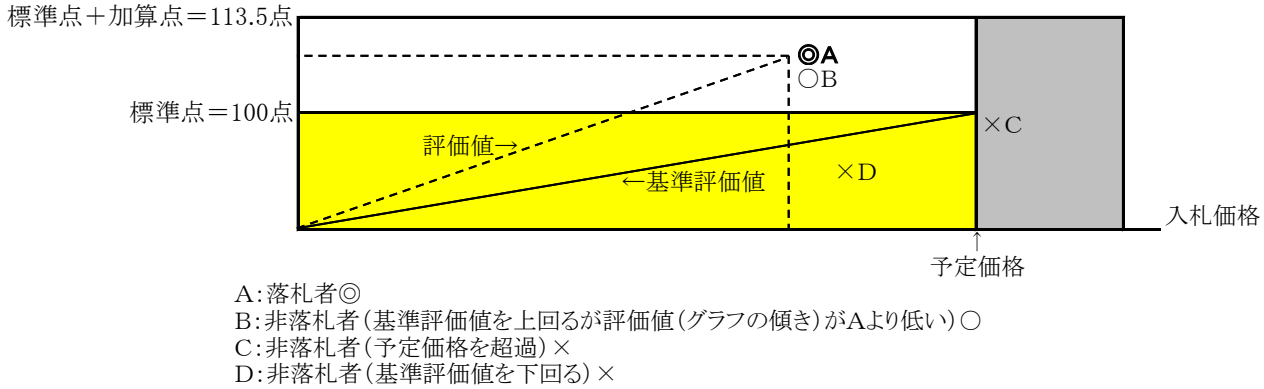 標準点＋加算点＝113.5点
◎A
○B
標準点＝100点
×C
評価値→
×D
←基準評価値
入札価格
↑
予定価格
A：落札者◎
B：非落札者（基準評価値を上回るが評価値（グラフの傾き）がAより低い）○
C：非落札者（予定価格を超過）×
D：非落札者（基準評価値を下回る）×